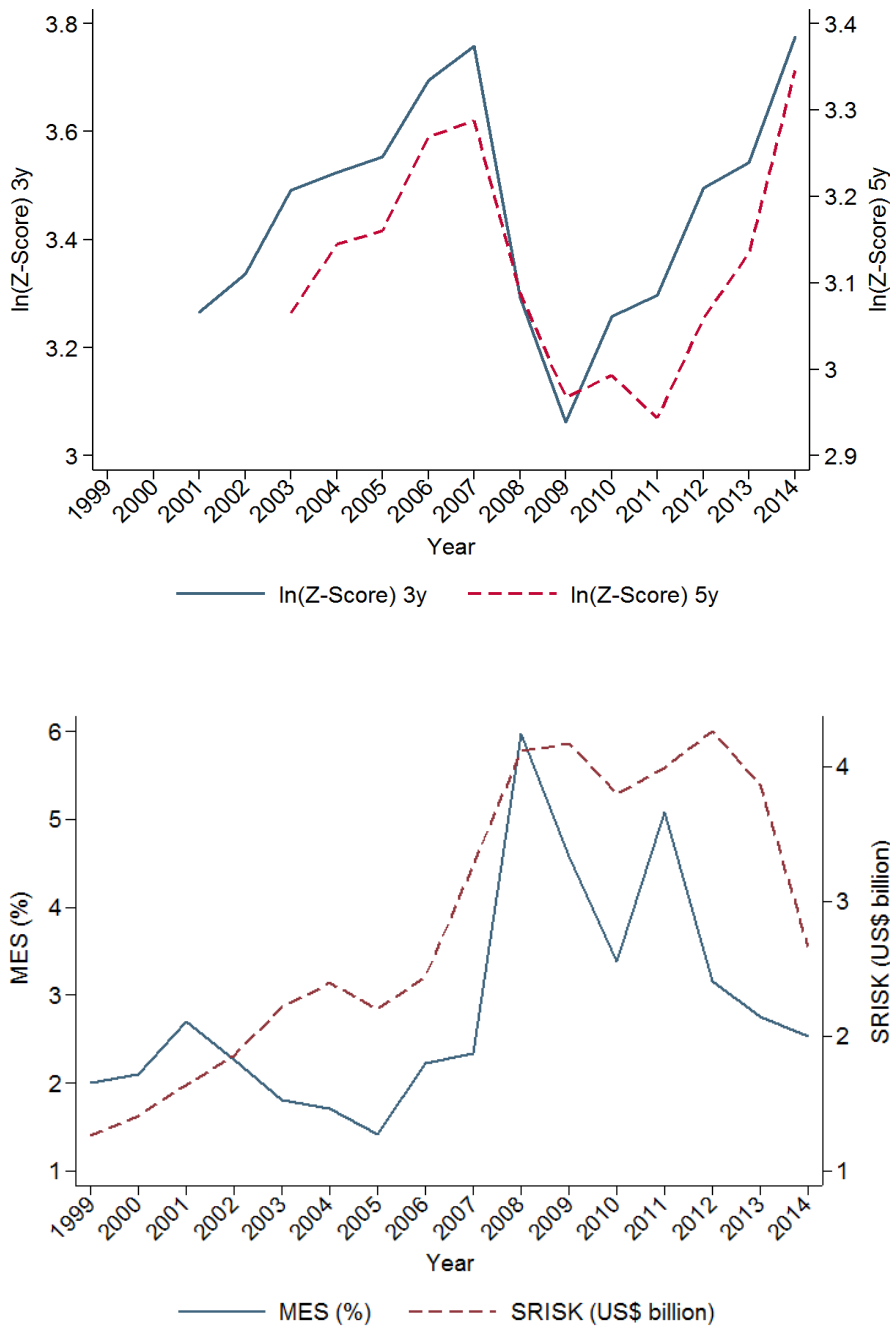 ln(Z-Score) 3y
3.8
3.6
3.4
3.2
3
3.4
3.3
3.2
3.1
3
2.9
ln(Z-Score) 5y
1999 2000 2001 2002 2003 2004 2005 2006 2007 2008 2009 2010 2011 2012 2013 2014
Year
ln(Z-Score) 3y ln(Z-Score) 5y
MES (%)
6
5
4
3
2
1
4
3
2
1
SRISK (US$ billion)
1999 2000 2001 2002 2003 2004 2005 2006 2007 2008 2009 2010 2011 2012 2013 2014
Year
MES (%) SRISK (US$ billion)